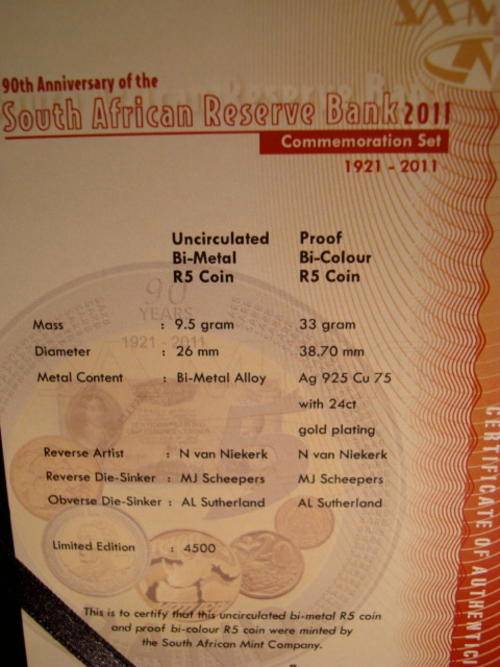 90th Anniversary of the
South African Reserve Bank 2011
Commemoration Set
1921 - 2011
Uncirculated Proof
Bi-Metal Bi-Colour
R5 Coin R5 Coin
90
YEARS
1921 - 2011
Mass : 9.5 gram 33 gram
Diameter : 26 mm 38.70 mm
Metal Content : Bi-Metal Alloy Ag 925 Cu 75
with 24ct
gold plating
Reverse Artist : N van Niekerk N van Niekerk
Reverse Die-Sinker : MJ Scheepers MJ Scheepers
Obverse Die-Sinker : AL Sutherland AL Sutherland
Limited Edition : 4500
This is to certify that this uncirculated bi-metal R5 coin
and proof bi-colour R5 coin were minted by
the South African Mint Company.
CERTIFICATE OF AUTHENTICI